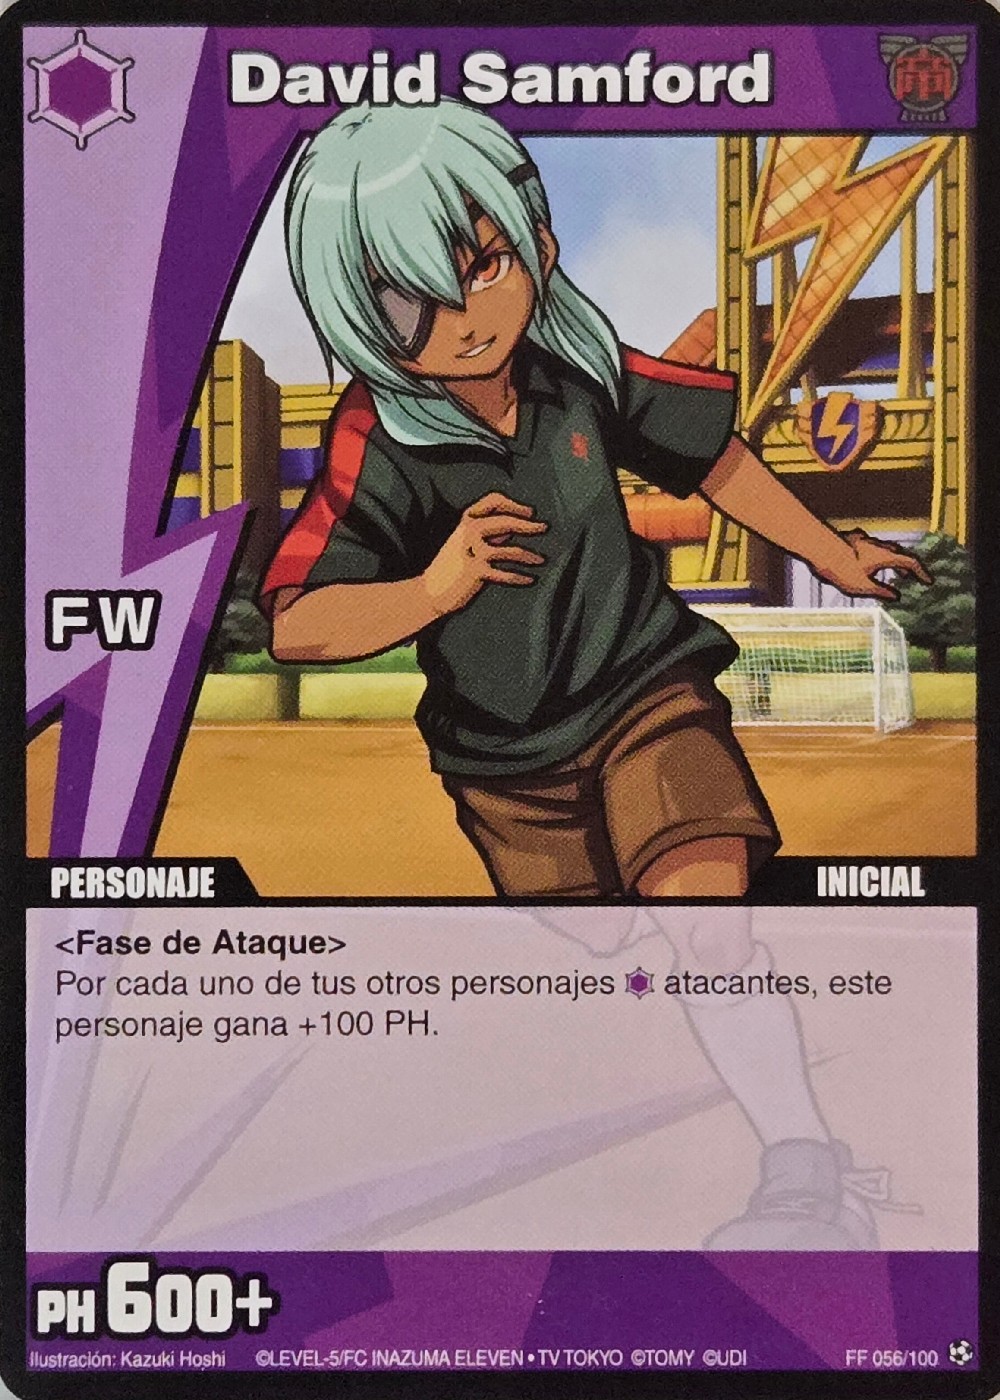 David Samford
帝
FW
PERSONAJE
INICIAL
<Fase de Ataque>
Por cada uno de tus otros personajes atacantes, este
personaje gana +100 PH.
PH 600+
Ilustración: Kazuki Hoshi ©LEVEL-5/FC INAZUMA ELEVEN • TV TOKYO ©TOMY ©UDI FF 056/100